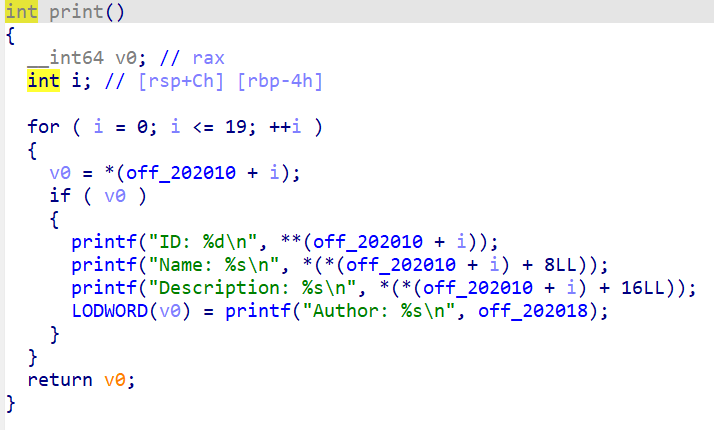 int print()
{
  __int64 v0; // rax
  int i; // [rsp+Ch] [rbp-4h]

  for ( i = 0; i <= 19; ++i )
  {
    v0 = *(off_202010 + i);
    if ( v0 )
    {
      printf("ID: %d\n", **(off_202010 + i));
      printf("Name: %s\n", *(*(off_202010 + i) + 8LL));
      printf("Description: %s\n", *(*(off_202010 + i) + 16LL));
      LODWORD(v0) = printf("Author: %s\n", off_202018);
    }
  }
  return v0;
}